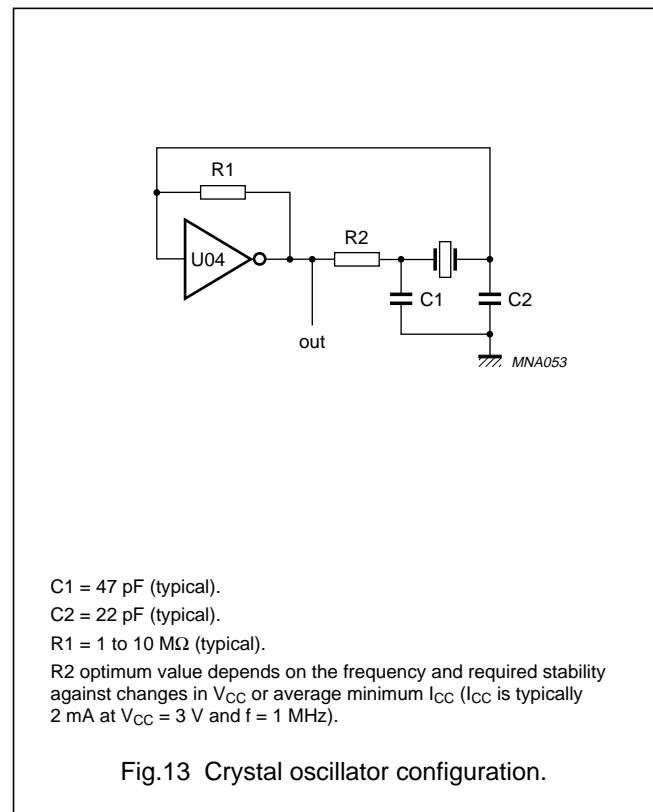 R1
R2
U04
C1
C2
out
MNA053
C1 = 47 pF (typical).
C2 = 22 pF (typical).
R1 = 1 to 10 MΩ (typical).
R2 optimum value depends on the frequency and required stability
against changes in VCC or average minimum ICC (ICC is typically
2 mA at VCC = 3 V and f = 1 MHz).
Fig.13 Crystal oscillator configuration.